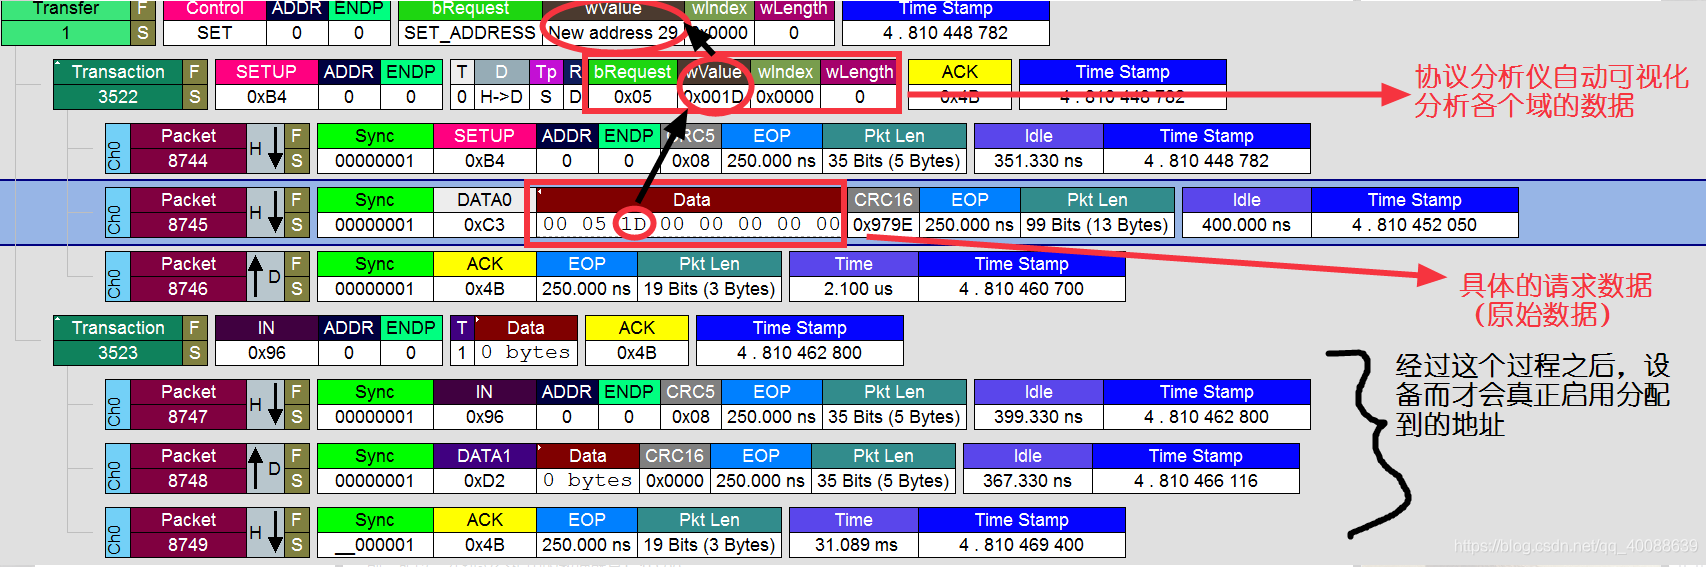 Transfer F Control ADDR ENDP bRequest wValue wIndex wLength Time Stamp
1 S SET 0 0 SET_ADDRESS New address 29 0x0000 0 4 . 810 448 782
Transaction F SETUP ADDR ENDP T D Tp R bRequest wValue wIndex wLength ACK Time Stamp
3522 S 0xB4 0 0 0 H->D S D 0x05 0x001D 0x0000 0 0x4B 4 . 810 448 782
协议分析仪自动可视化
分析各个域的数据
Ch0 Packet H F Sync SETUP ADDR ENDP CRC5 EOP Pkt Len Idle Time Stamp
8744 S 00000001 0xB4 0 0 0x08 250.000 ns 35 Bits (5 Bytes) 351.330 ns 4 . 810 448 782
Ch0 Packet H F Sync DATA0 Data CRC16 EOP Pkt Len Idle Time Stamp
8745 S 00000001 0xC3 00 05 1D 00 00 00 00 00 0x979E 250.000 ns 99 Bits (13 Bytes) 400.000 ns 4 . 810 452 050
Ch0 Packet D F Sync ACK EOP Pkt Len Time Time Stamp
8746 S 00000001 0x4B 250.000 ns 19 Bits (3 Bytes) 2.100 us 4 . 810 460 700
具体的请求数据
（原始数据）
Transaction F IN ADDR ENDP T Data ACK Time Stamp
3523 S 0x96 0 0 1 0 bytes 0x4B 4 . 810 462 800
经过这个过程之后，设
备而才会真正启用分配
到的地址
Ch0 Packet H F Sync IN ADDR ENDP CRC5 EOP Pkt Len Idle Time Stamp
8747 S 00000001 0x96 0 0 0x08 250.000 ns 35 Bits (5 Bytes) 399.330 ns 4 . 810 462 800
Ch0 Packet D F Sync DATA1 Data CRC16 EOP Pkt Len Idle Time Stamp
8748 S 00000001 0xD2 0 bytes 0x0000 250.000 ns 35 Bits (5 Bytes) 367.330 ns 4 . 810 466 116
Ch0 Packet H F Sync ACK EOP Pkt Len Time Time Stamp
8749 S __000001 0x4B 250.000 ns 19 Bits (3 Bytes) 31.089 ms 4 . 810 469 400
https://blog.csdn.net/qq_40088639